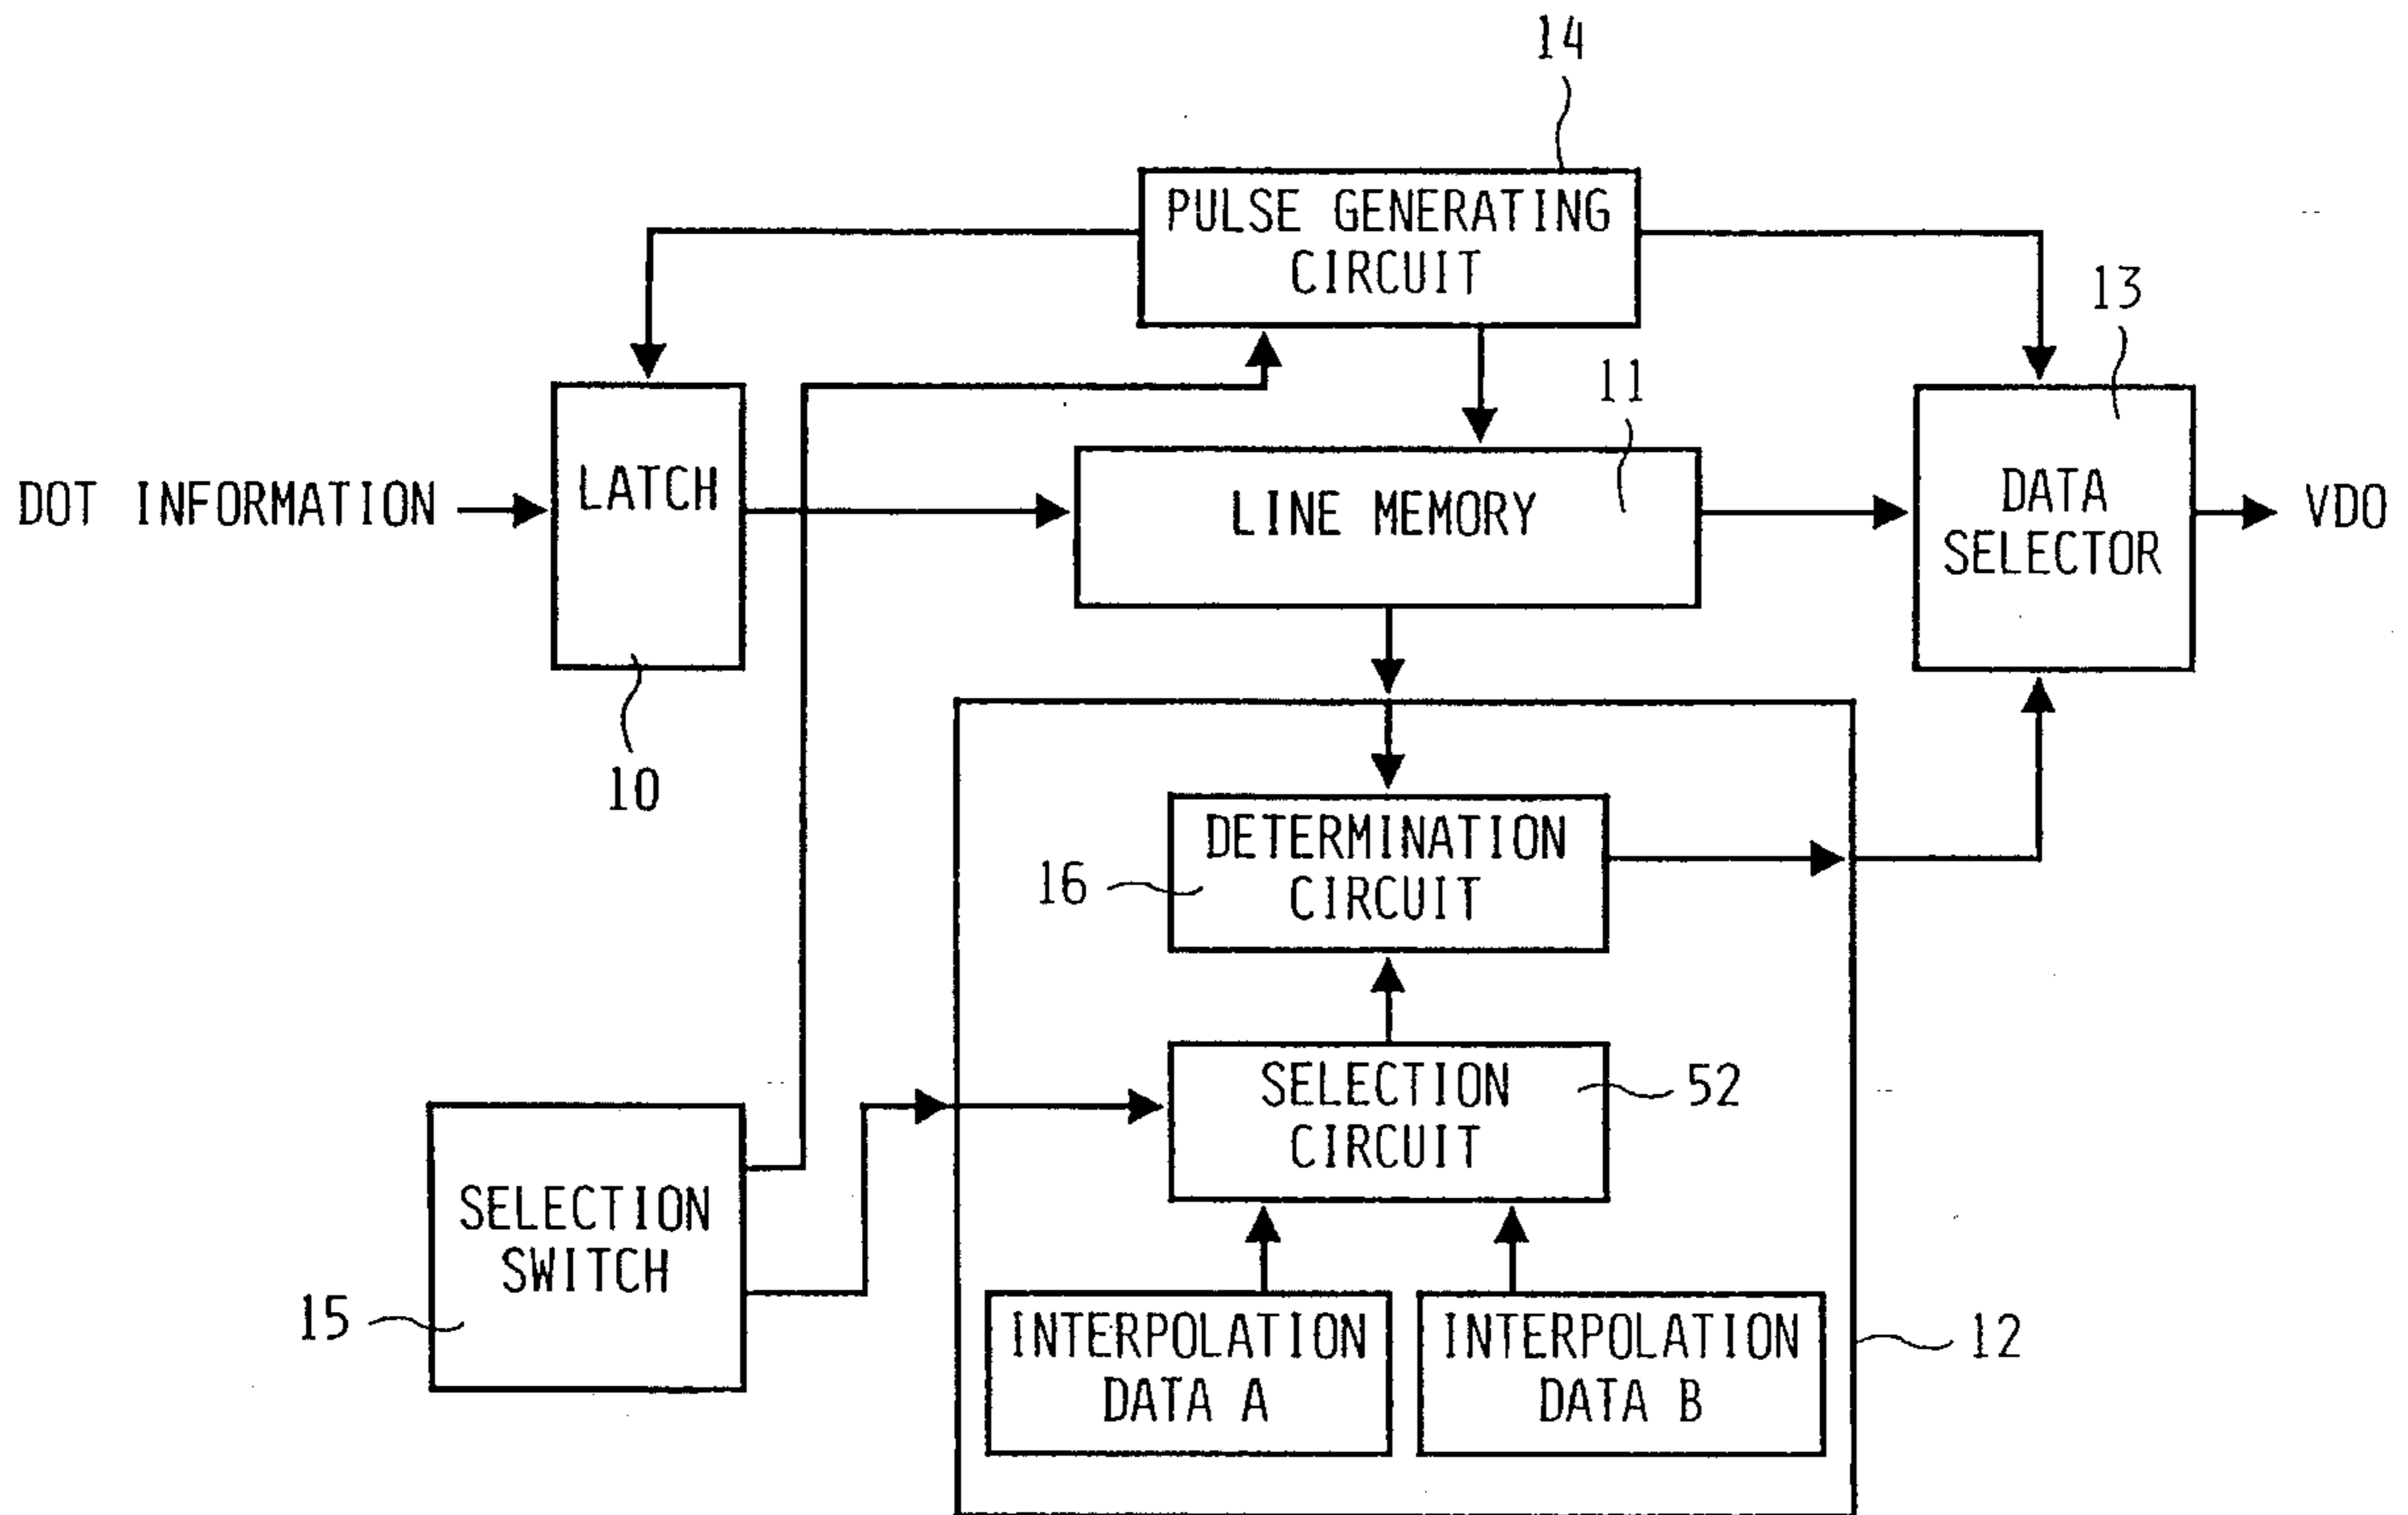 14
PULSE GENERATING
CIRCUIT
13
11
DOT INFORMATION
LATCH
LINE MEMORY
DATA
SELECTOR
VDO
10
DETERMINATION
CIRCUIT
16
SELECTION
CIRCUIT
52
SELECTION
SWITCH
15
INTERPOLATION
DATA A
INTERPOLATION
DATA B
12